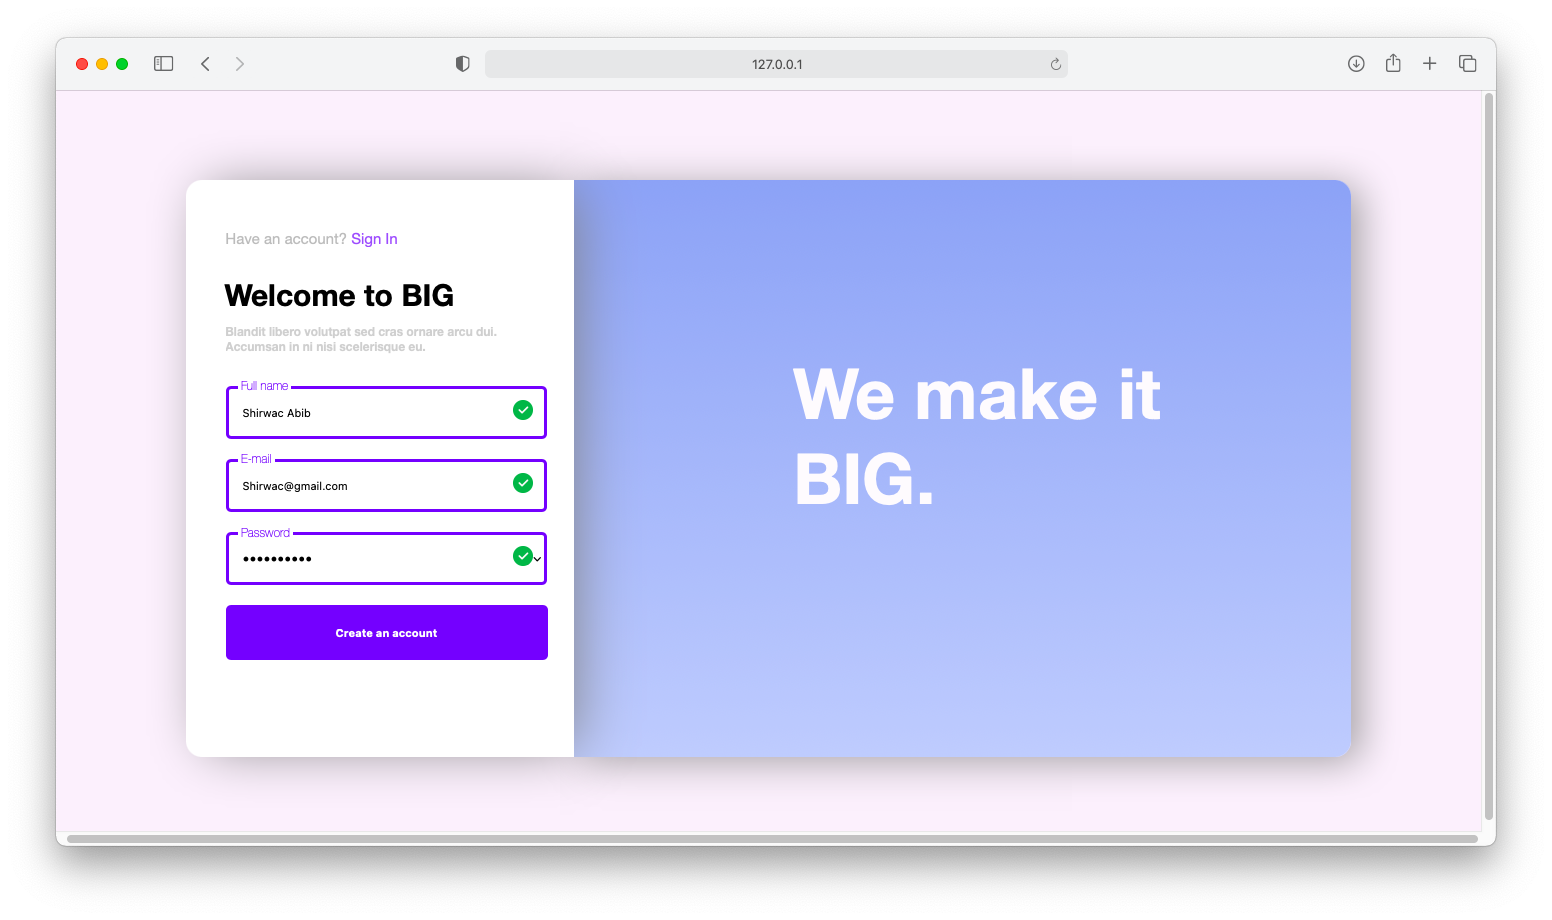 127.0.0.1
Have an account? Sign In
Welcome to BIG
Blandit libero volutpat sed cras ornare arcu dui.
Accumsan in ni nisi scelerisque eu.
Full name
Shirwac Abib
E-mail
Shirwac@gmail.com
Password
••••••••••
Create an account
We make it
BIG.